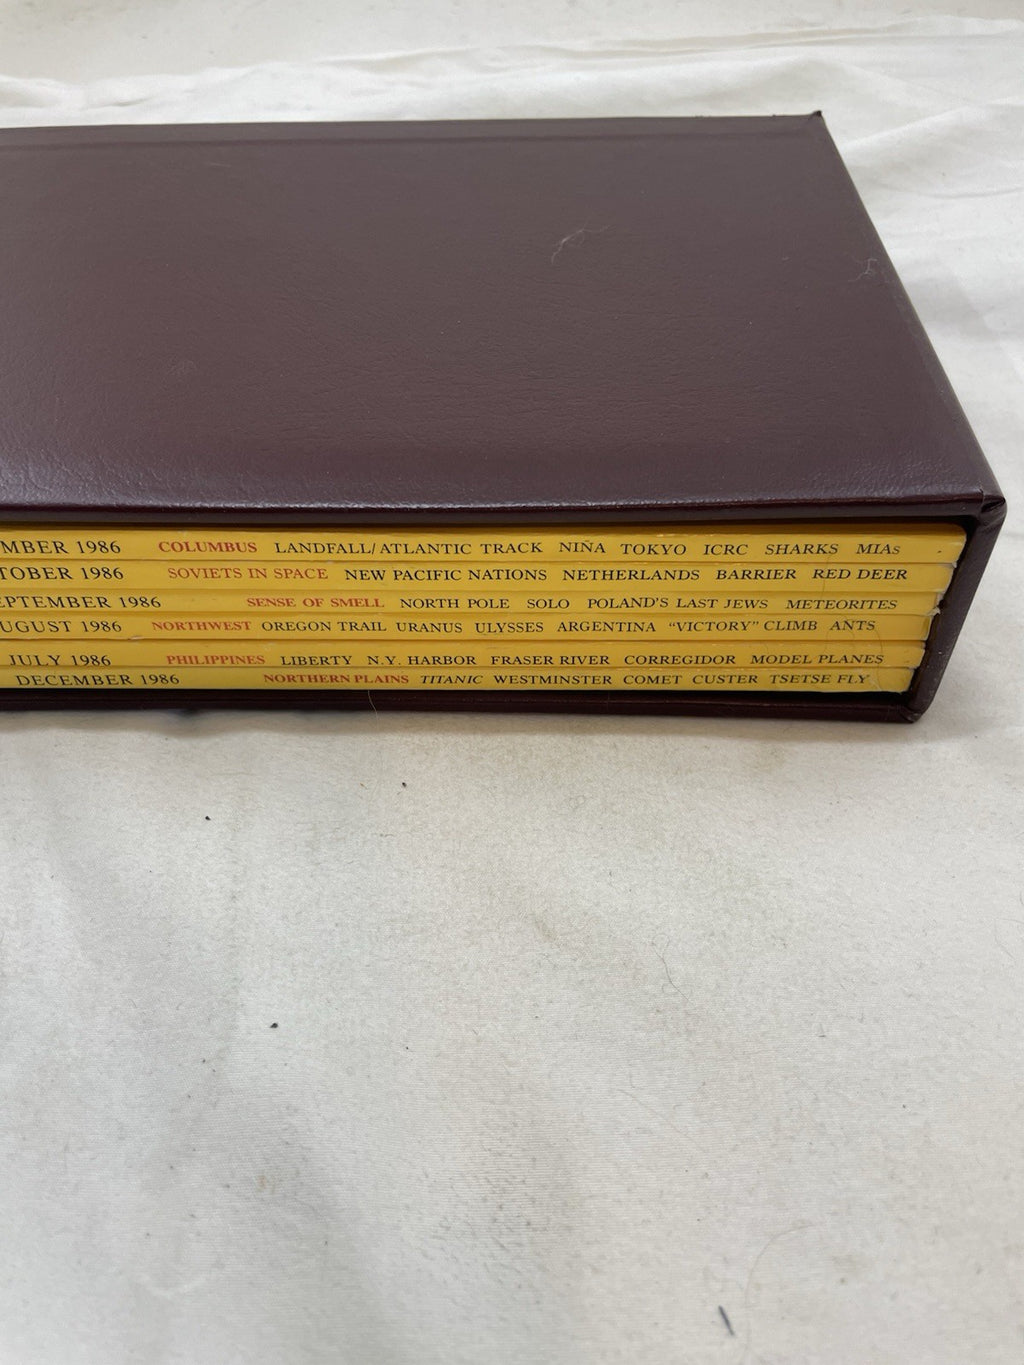 MBER 1986 COLUMBUS LANDFALL/ATLANTIC TRACK NIÑA TOKYO ICRC SHARKS MIAs
TOBER 1986 SOVIETS IN SPACE NEW PACIFIC NATIONS NETHERLANDS BARRIER RED DEER
EPTEMBER 1986 SENSE OF SMELL NORTH POLE SOLO POLAND'S LAST JEWS METEORITES
UGUST 1986 NORTHWEST OREGON TRAIL URANUS ULYSSES ARGENTINA "VICTORY" CLIMB ANTS
JULY 1986 PHILIPPINES LIBERTY N.Y. HARBOR FRASER RIVER CORREGIDOR MODEL PLANES
DECEMBER 1986 NORTHERN PLAINS TITANIC WESTMINSTER COMET CUSTER TSETSE FLY